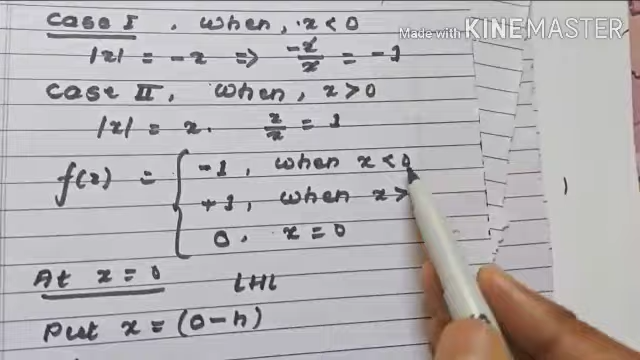 Made with KINEMASTER
Case I, when, x < 0
|x| = -x => -x/x = -1
Case II, when, x > 0
|x| = x. x/x = 1
f(x) = { -1, when x < 0
+1, when x >
0, x = 0
At x = 0 LHL
Put x = (0-h)